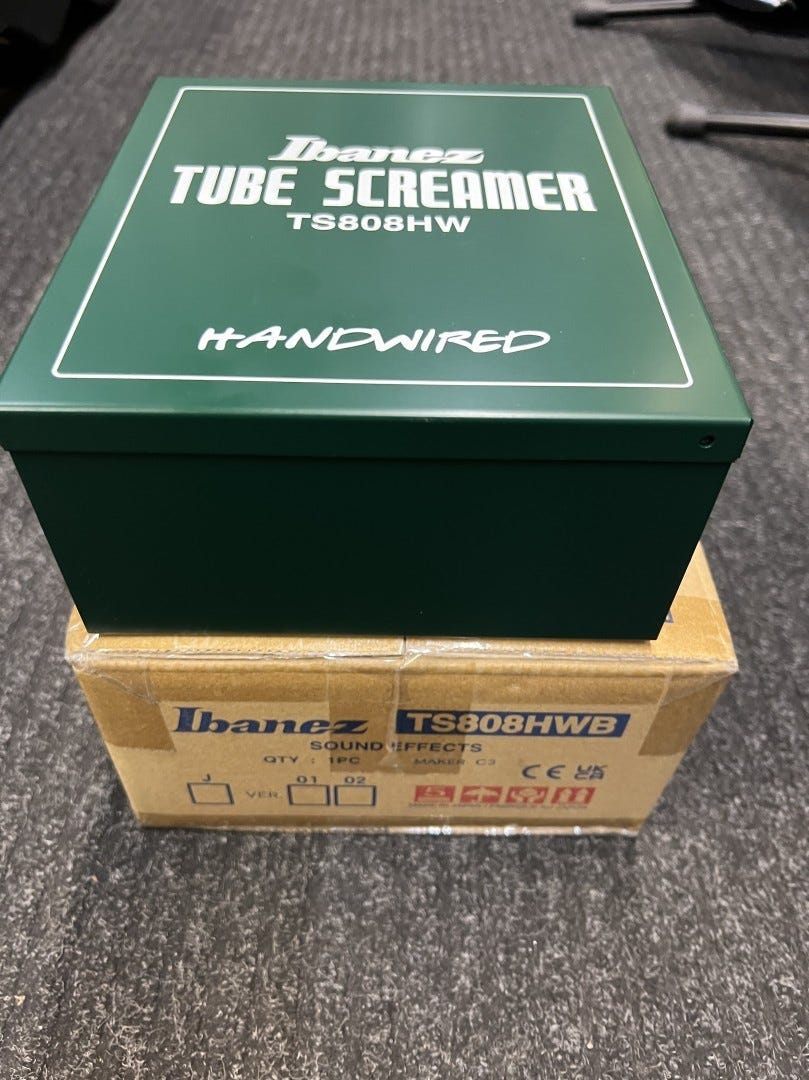 Ibanez
TUBE SCREAMER
TS808HW
HANDWIRED
Ibanez TS808HWB
SOUND EFFECTS
QTY : 1PC MAKER C3
CE UK CA
J VER. 01 02